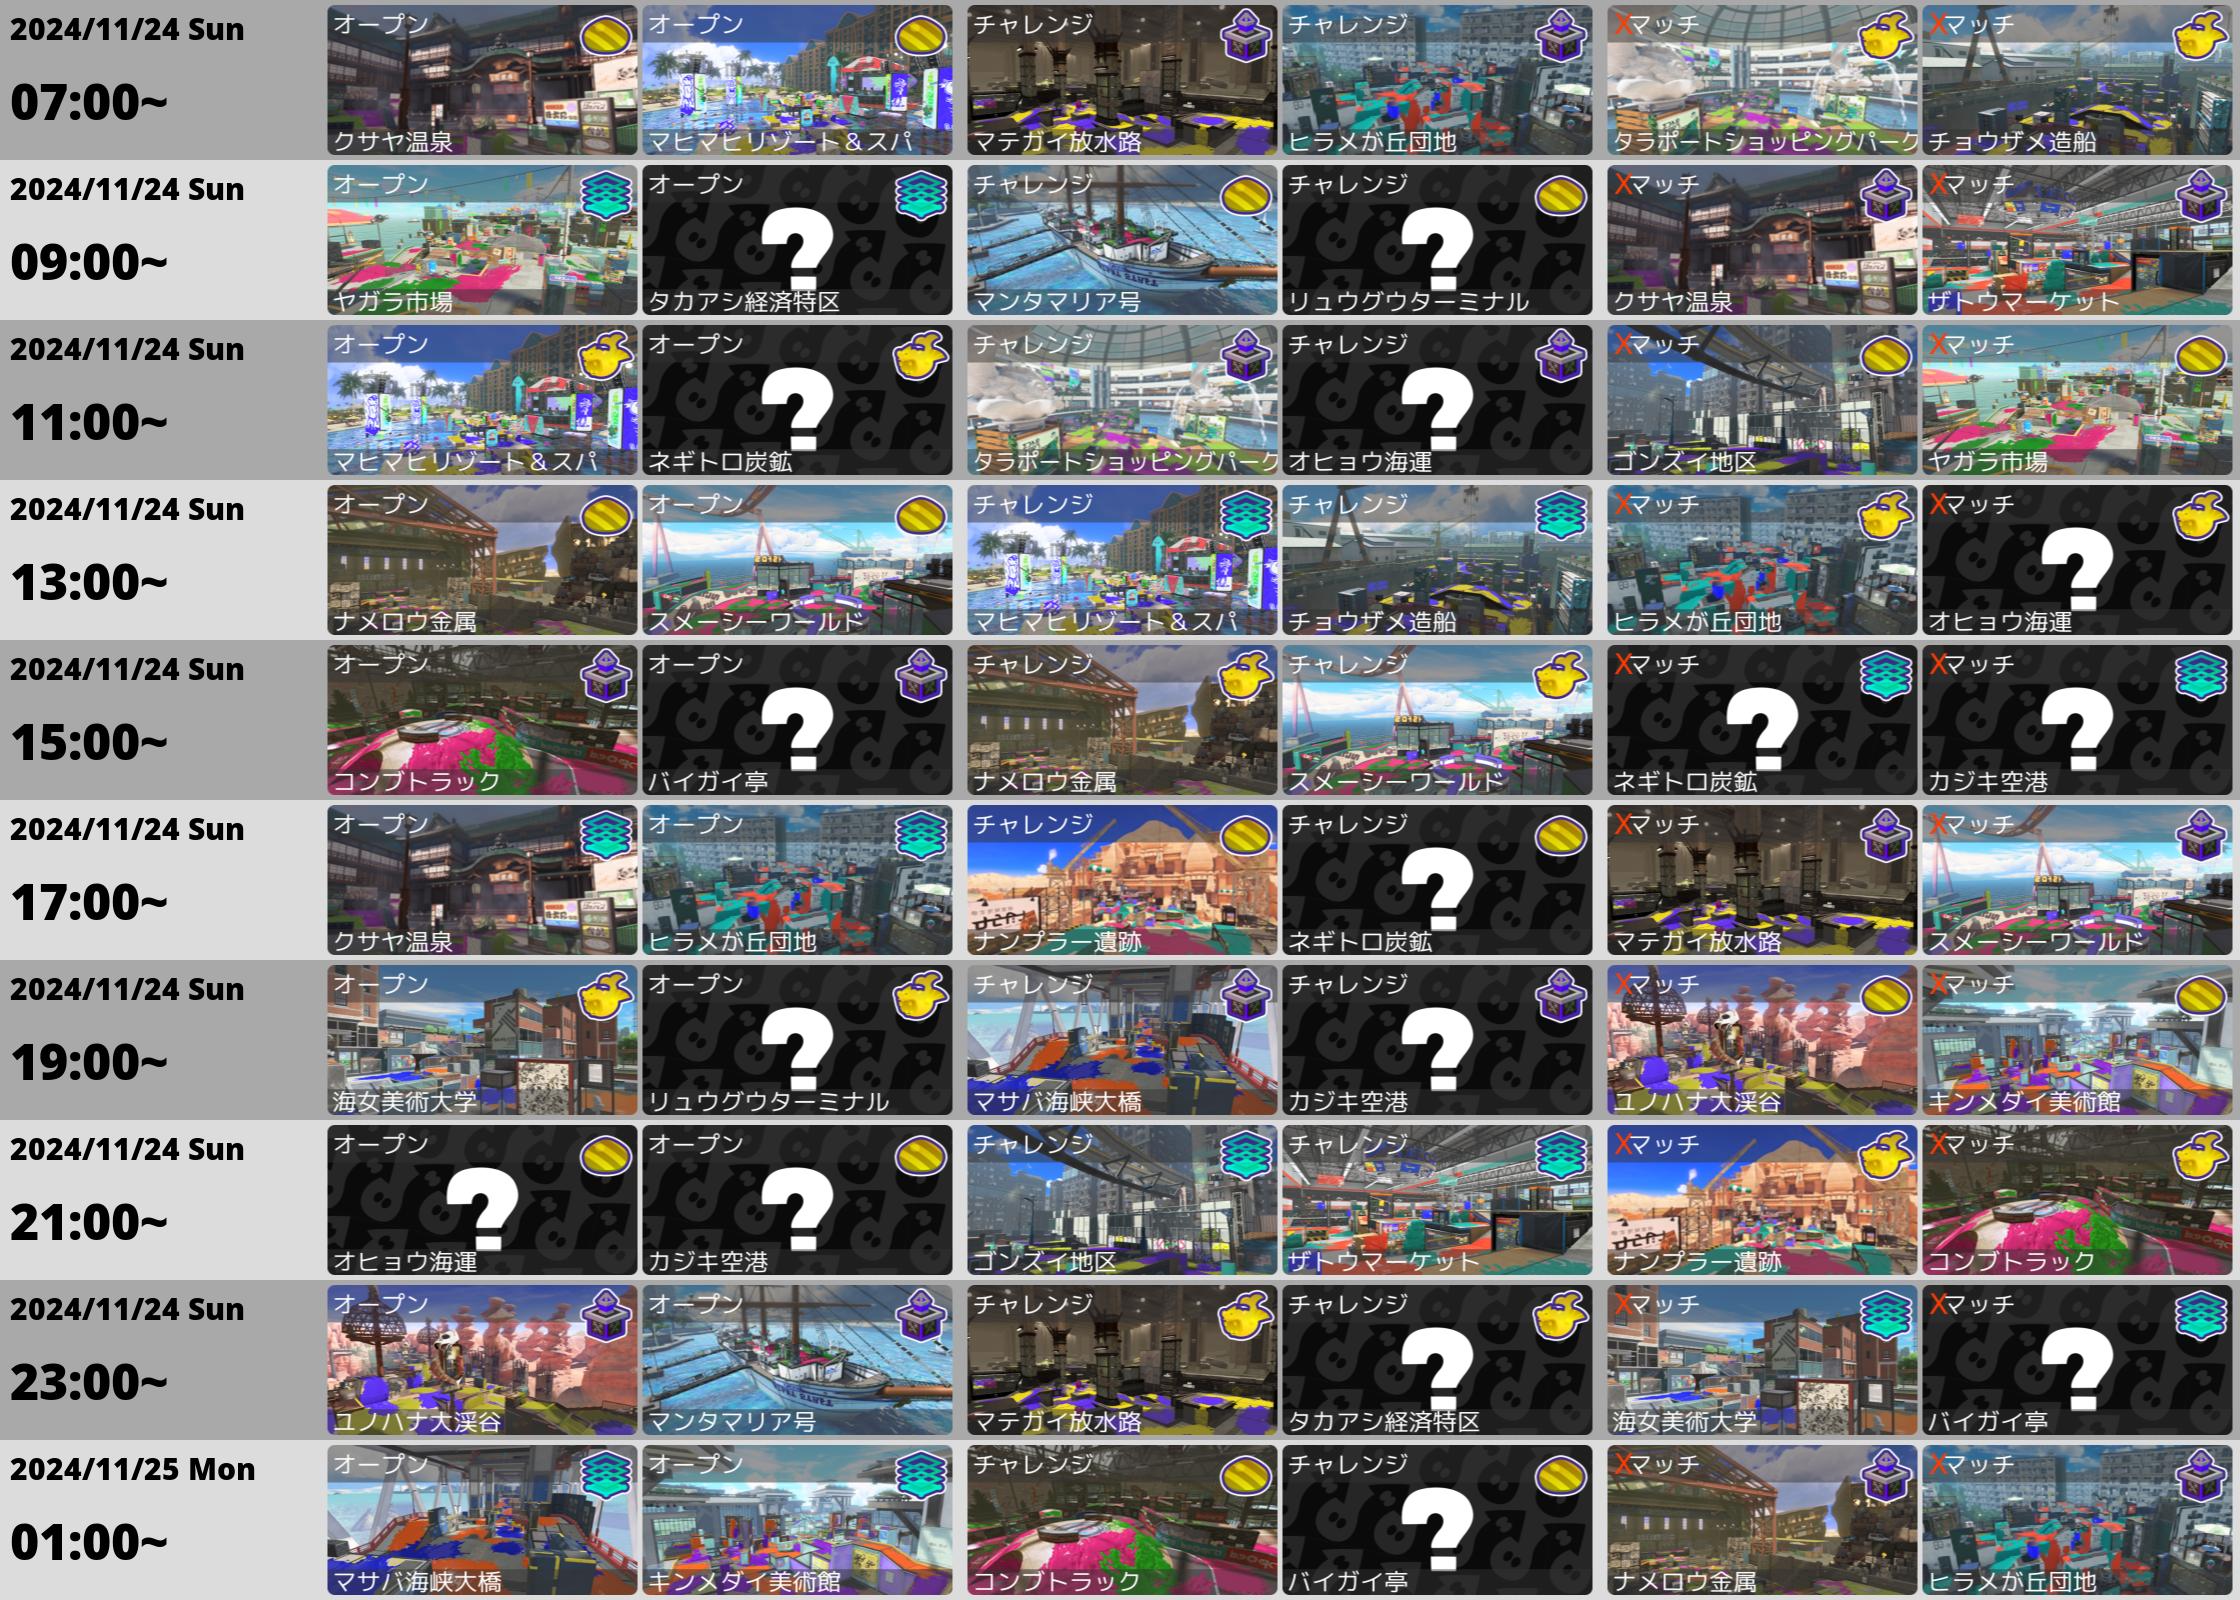 2024/11/24 Sun
07:00~
オープン
クサヤ温泉
オープン
マヒマヒリゾート＆スパ
チャレンジ
マテガイ放水路
チャレンジ
ヒラメが丘団地
Xマッチ
タラポートショッピングパーク
Xマッチ
チョウザメ造船
2024/11/24 Sun
09:00~
オープン
ヤガラ市場
オープン
?
タカアシ経済特区
チャレンジ
マンタマリア号
チャレンジ
?
リュウグウターミナル
Xマッチ
クサヤ温泉
Xマッチ
ザトウマーケット
2024/11/24 Sun
11:00~
オープン
マヒマヒリゾート＆スパ
オープン
?
ネギトロ炭鉱
チャレンジ
タラポートショッピングパーク
チャレンジ
?
オヒョウ海運
Xマッチ
ゴンズイ地区
Xマッチ
ヤガラ市場
2024/11/24 Sun
13:00~
オープン
ナメロウ金属
オープン
スメーシーワールド
チャレンジ
マヒマヒリゾート＆スパ
チャレンジ
チョウザメ造船
Xマッチ
ヒラメが丘団地
Xマッチ
?
オヒョウ海運
2024/11/24 Sun
15:00~
オープン
コンブトラック
オープン
?
バイガイ亭
チャレンジ
ナメロウ金属
チャレンジ
スメーシーワールド
Xマッチ
?
ネギトロ炭鉱
Xマッチ
?
カジキ空港
2024/11/24 Sun
17:00~
オープン
クサヤ温泉
オープン
ヒラメが丘団地
チャレンジ
ナンプラー遺跡
チャレンジ
?
ネギトロ炭鉱
Xマッチ
マテガイ放水路
Xマッチ
スメーシーワールド
2024/11/24 Sun
19:00~
オープン
海女美術大学
オープン
?
リュウグウターミナル
チャレンジ
マサバ海峡大橋
チャレンジ
?
カジキ空港
Xマッチ
ユノハナ大渓谷
Xマッチ
キンメダイ美術館
2024/11/24 Sun
21:00~
オープン
?
オヒョウ海運
オープン
?
カジキ空港
チャレンジ
ゴンズイ地区
チャレンジ
ザトウマーケット
Xマッチ
ナンプラー遺跡
Xマッチ
コンブトラック
2024/11/24 Sun
23:00~
オープン
ユノハナ大渓谷
オープン
マンタマリア号
チャレンジ
マテガイ放水路
チャレンジ
?
タカアシ経済特区
Xマッチ
海女美術大学
Xマッチ
?
バイガイ亭
2024/11/25 Mon
01:00~
オープン
マサバ海峡大橋
オープン
キンメダイ美術館
チャレンジ
コンブトラック
チャレンジ
?
バイガイ亭
Xマッチ
ナメロウ金属
Xマッチ
ヒラメが丘団地